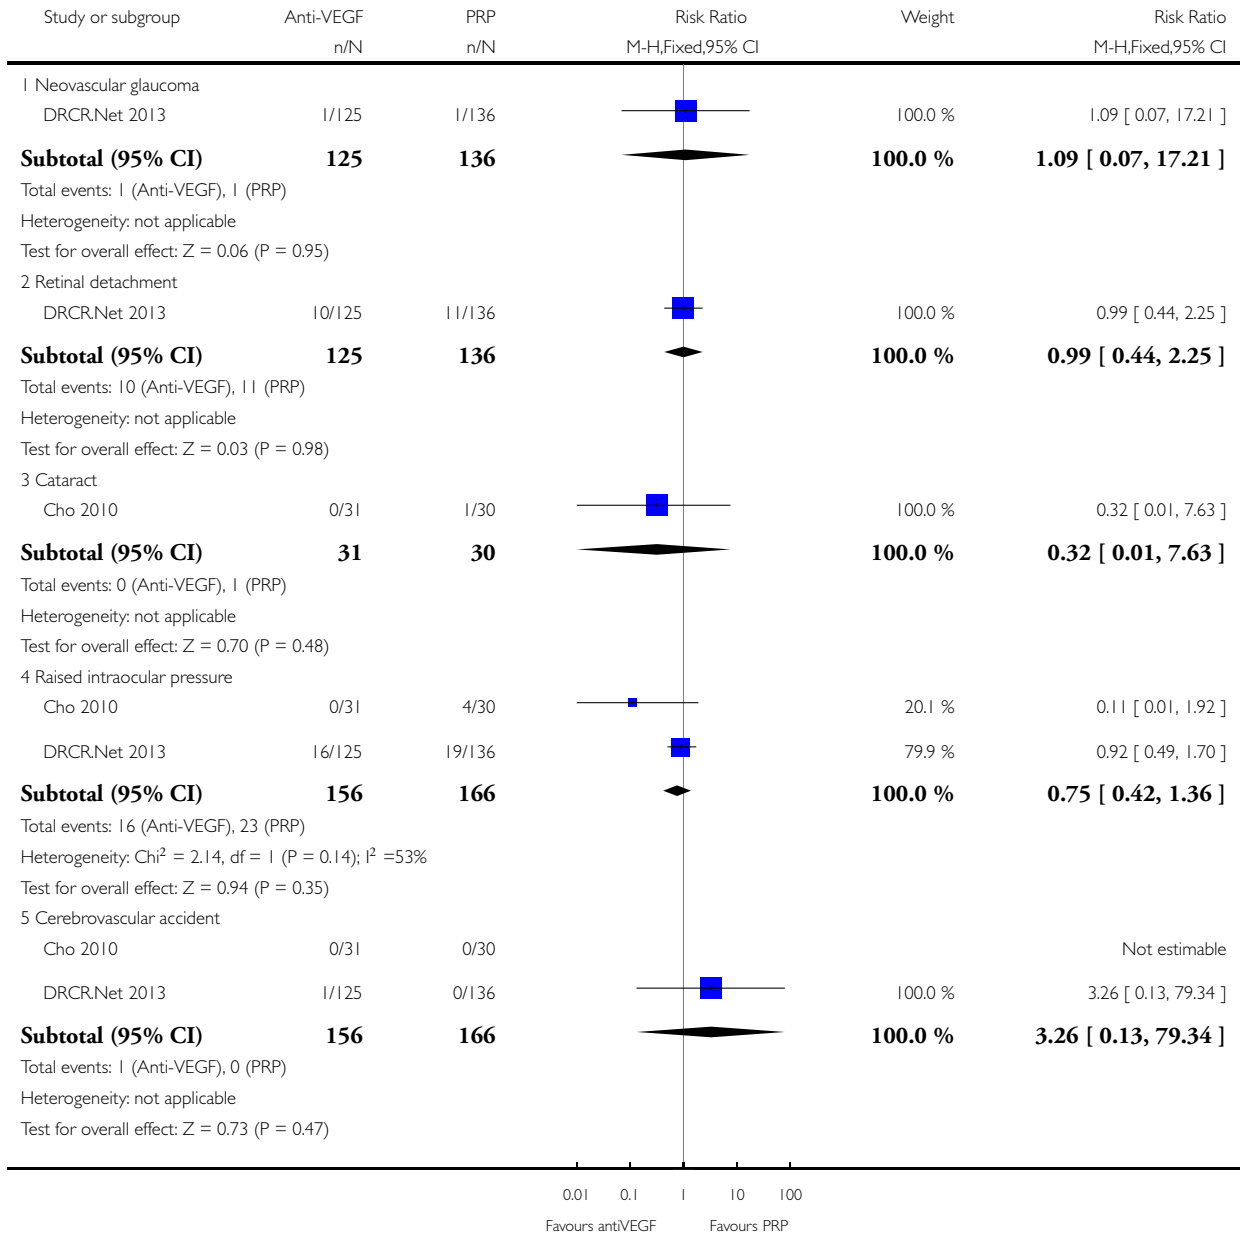 Study or subgroup Anti-VEGF PRP Risk Ratio Weight Risk Ratio
n/N n/N M-H,Fixed,95% CI M-H,Fixed,95% CI
1 Neovascular glaucoma
DRCR.Net 2013 1/125 1/136 100.0 % 1.09 [ 0.07, 17.21 ]
Subtotal (95% CI) 125 136 100.0 % 1.09 [ 0.07, 17.21 ]
Total events: 1 (Anti-VEGF), 1 (PRP)
Heterogeneity: not applicable
Test for overall effect: Z = 0.06 (P = 0.95)
2 Retinal detachment
DRCR.Net 2013 10/125 11/136 100.0 % 0.99 [ 0.44, 2.25 ]
Subtotal (95% CI) 125 136 100.0 % 0.99 [ 0.44, 2.25 ]
Total events: 10 (Anti-VEGF), 11 (PRP)
Heterogeneity: not applicable
Test for overall effect: Z = 0.03 (P = 0.98)
3 Cataract
Cho 2010 0/31 1/30 100.0 % 0.32 [ 0.01, 7.63 ]
Subtotal (95% CI) 31 30 100.0 % 0.32 [ 0.01, 7.63 ]
Total events: 0 (Anti-VEGF), 1 (PRP)
Heterogeneity: not applicable
Test for overall effect: Z = 0.70 (P = 0.48)
4 Raised intraocular pressure
Cho 2010 0/31 4/30 20.1 % 0.11 [ 0.01, 1.92 ]
DRCR.Net 2013 16/125 19/136 79.9 % 0.92 [ 0.49, 1.70 ]
Subtotal (95% CI) 156 166 100.0 % 0.75 [ 0.42, 1.36 ]
Total events: 16 (Anti-VEGF), 23 (PRP)
Heterogeneity: Chi² = 2.14, df = 1 (P = 0.14); I² =53%
Test for overall effect: Z = 0.94 (P = 0.35)
5 Cerebrovascular accident
Cho 2010 0/31 0/30 Not estimable
DRCR.Net 2013 1/125 0/136 100.0 % 3.26 [ 0.13, 79.34 ]
Subtotal (95% CI) 156 166 100.0 % 3.26 [ 0.13, 79.34 ]
Total events: 1 (Anti-VEGF), 0 (PRP)
Heterogeneity: not applicable
Test for overall effect: Z = 0.73 (P = 0.47)
0.01 0.1 1 10 100
Favours antiVEGF Favours PRP